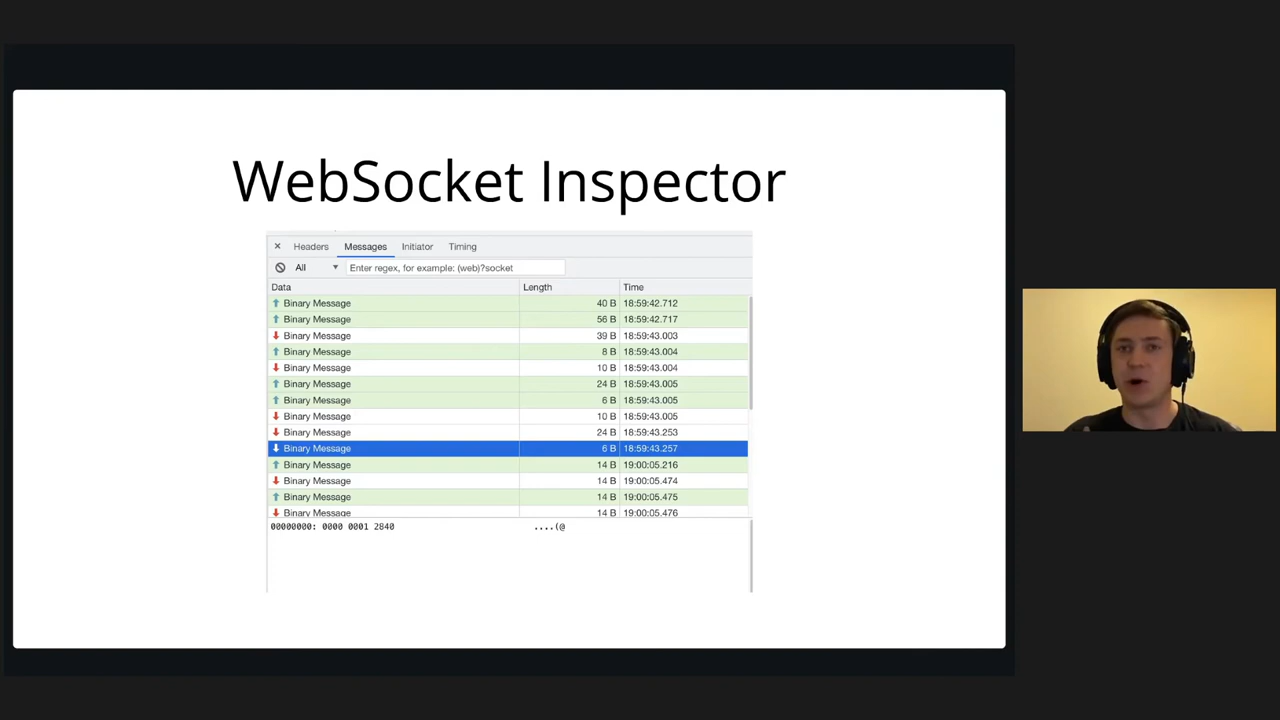 WebSocket Inspector
× Headers Messages Initiator Timing
All ▼ Enter regex, for example: (web)?socket
Data Length Time
Binary Message 40 B 18:59:42.712
Binary Message 56 B 18:59:42.717
Binary Message 39 B 18:59:43.003
Binary Message 8 B 18:59:43.004
Binary Message 10 B 18:59:43.004
Binary Message 24 B 18:59:43.005
Binary Message 6 B 18:59:43.005
Binary Message 10 B 18:59:43.005
Binary Message 24 B 18:59:43.253
Binary Message 6 B 18:59:43.257
Binary Message 14 B 19:00:05.216
Binary Message 14 B 19:00:05.474
Binary Message 14 B 19:00:05.475
Binary Message 14 B 19:00:05.476
00000000: 0000 0001 2840 ....(@